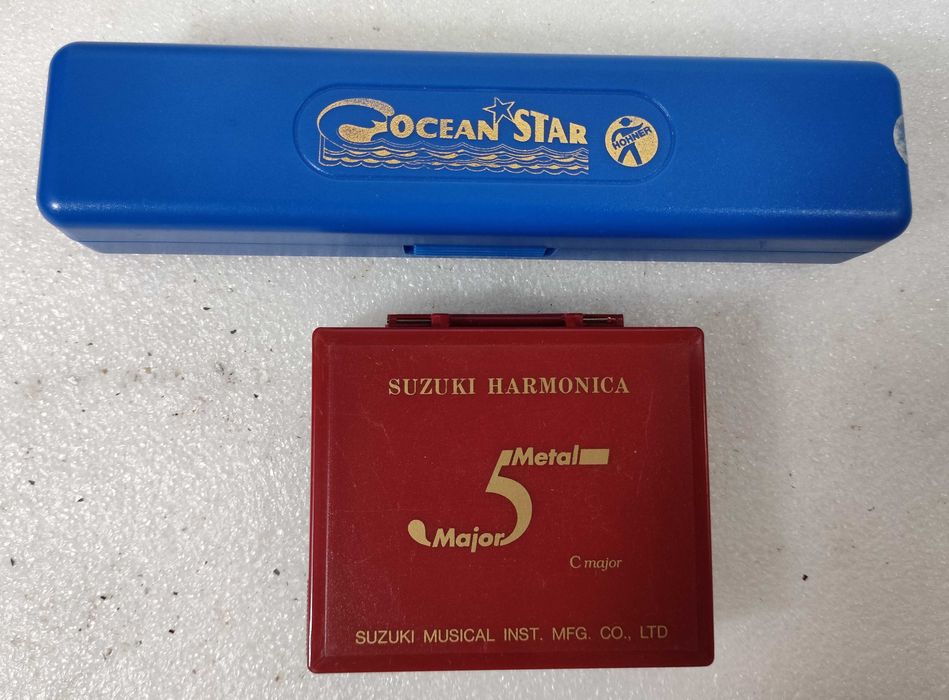 OCEAN STAR
HOHNER
SUZUKI HARMONICA
Metal
5
Major
C major
SUZUKI MUSICAL INST. MFG. CO., LTD